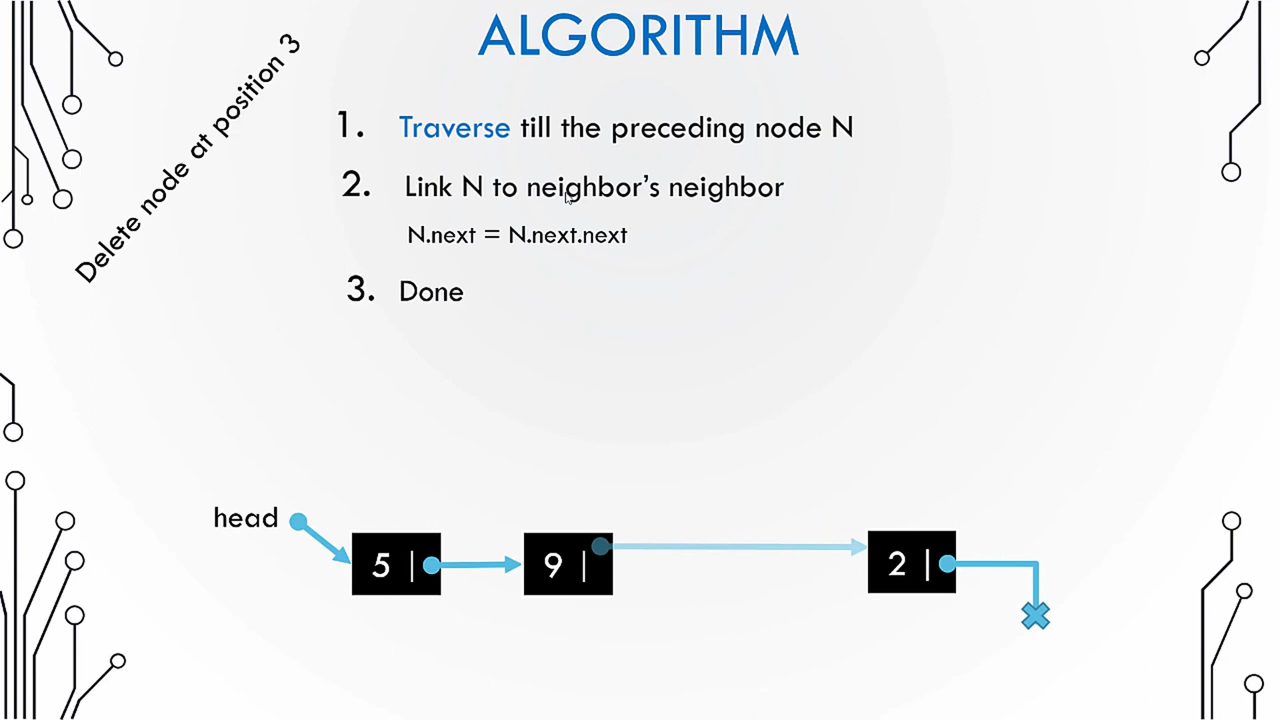 ALGORITHM
Delete node at position 3
1. Traverse till the preceding node N
2. Link N to neighbor's neighbor
N.next = N.next.next
3. Done
head
5 | 9 | 2 |